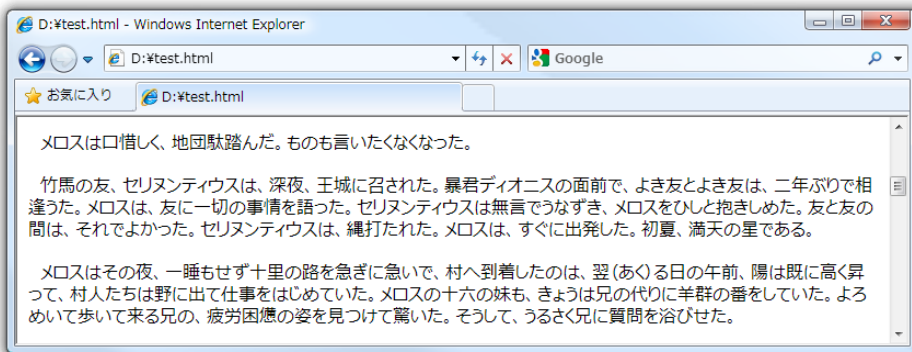 D:¥test.html - Windows Internet Explorer
D:¥test.html
Google
お気に入り
D:¥test.html
メロスは口惜しく、地団駄踏んだ。ものも言いたくなくなった。
竹馬の友、セリヌンティウスは、深夜、王城に召された。暴君ディオニスの面前で、よき友とよき友は、二年ぶりで相
逢うた。メロスは、友に一切の事情を語った。セリヌンティウスは無言でうなずき、メロスをひしと抱きしめた。友と友の
間は、それでよかった。セリヌンティウスは、縄打たれた。メロスは、すぐに出発した。初夏、満天の星である。
メロスはその夜、一睡もせず十里の路を急ぎに急いで、村へ到着したのは、翌（あく）る日の午前、陽は既に高く昇
って、村人たちは野に出て仕事をはじめていた。メロスの十六の妹も、きょうは兄の代りに羊群の番をしていた。よろ
めいて歩いて来る兄の、疲労困憊の姿を見つけて驚いた。そうして、うるさく兄に質問を浴びせた。